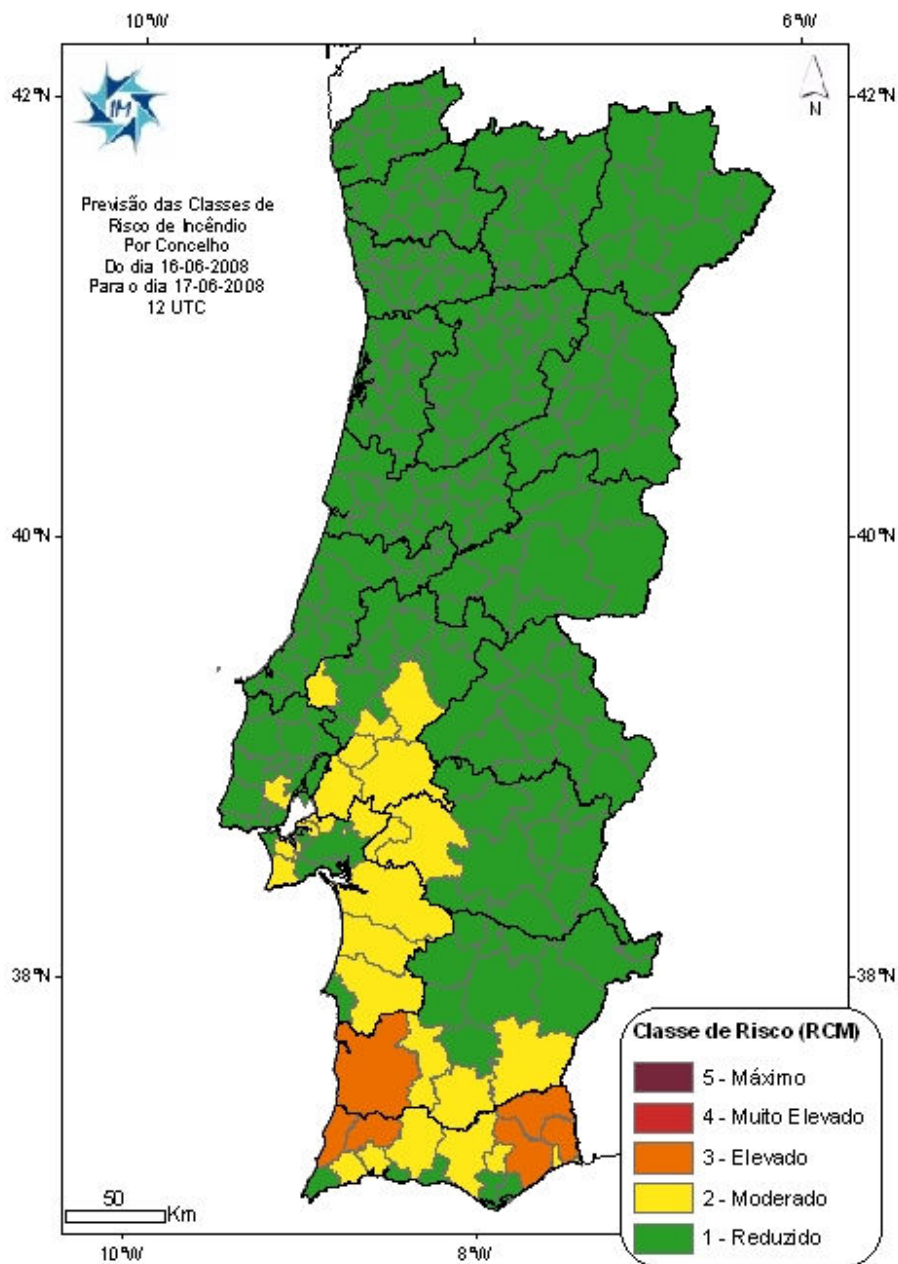 10°W
6°W
42°N
42°N
IM
N
Previsão das Classes de
Risco de Incêndio
Por Concelho
Do dia 16-06-2008
Para o dia 17-06-2008
12 UTC
40°N
40°N
38°N
38°N
Classe de Risco (RCM)
5 - Máximo
4 - Muito Elevado
3 - Elevado
2 - Moderado
1 - Reduzido
50
Km
10°W
8°W